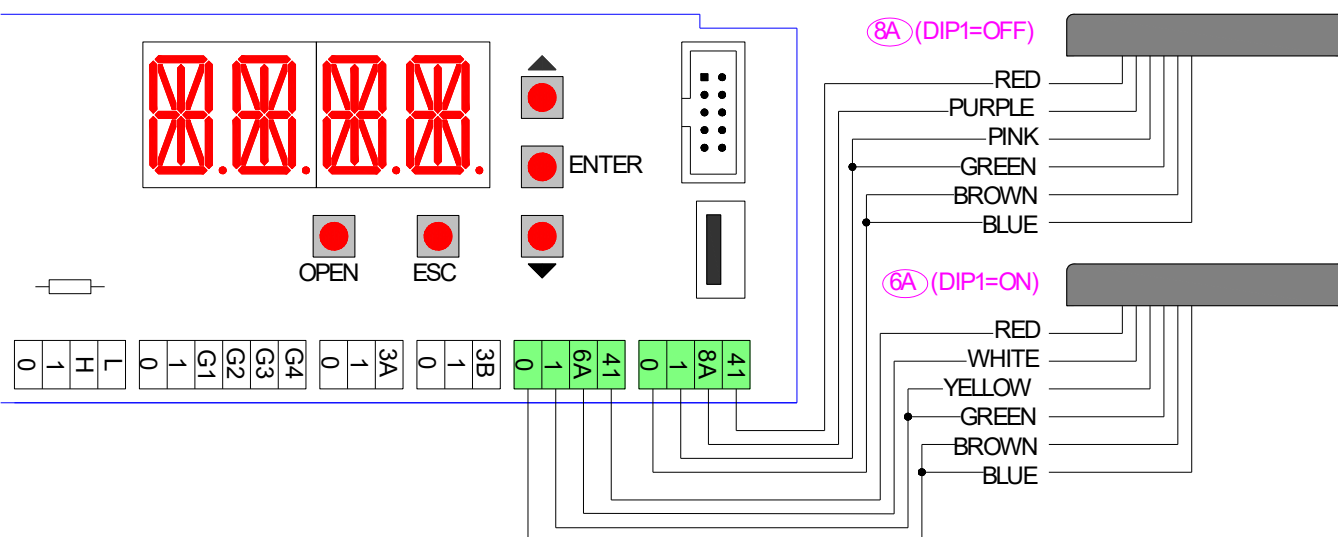 8A (DIP1=OFF)
RED
PURPLE
PINK
GREEN
BROWN
BLUE
ENTER
OPEN
ESC
6A (DIP1=ON)
RED
WHITE
YELLOW
GREEN
BROWN
BLUE
0 1 H L
0 1 G1 G2 G3 G4
0 1 3A
0 1 3B
0 1 6A 41
0 1 8A 41